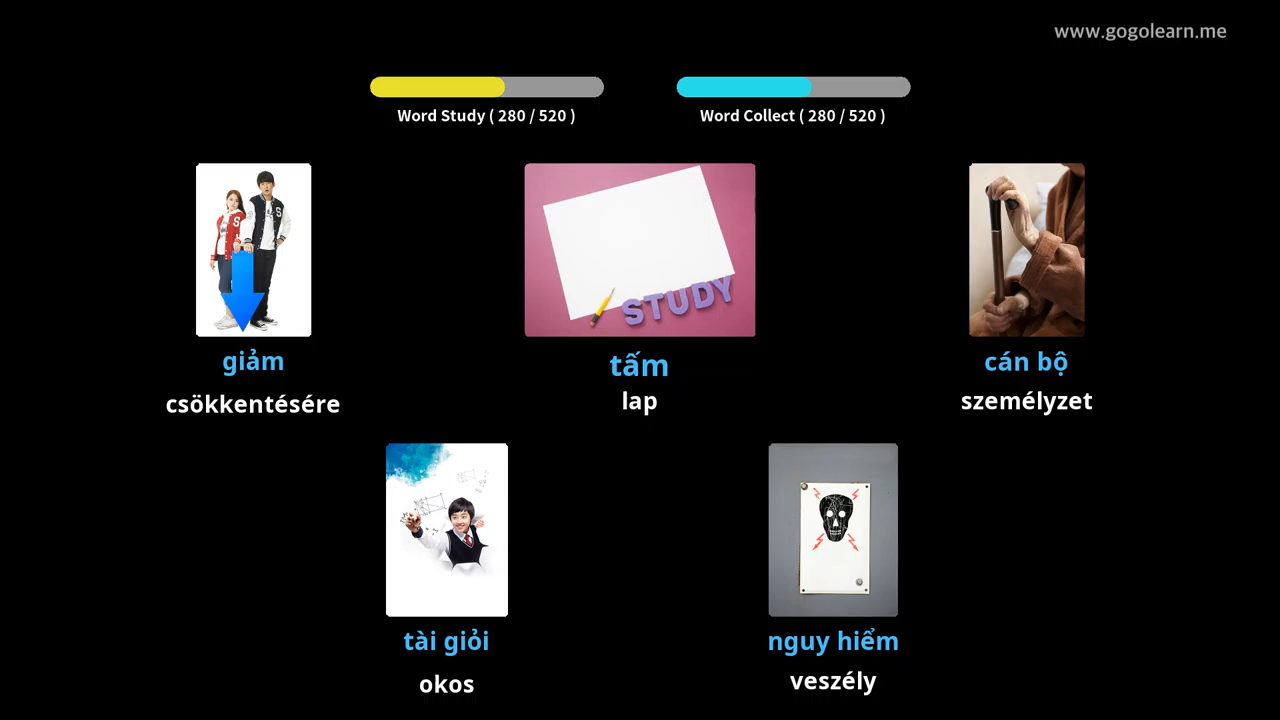 www.gogolearn.me
Word Study ( 280 / 520 )
Word Collect ( 280 / 520 )
STUDY
giảm
csökkentésére
tấm
lap
cán bộ
személyzet
tài giỏi
okos
nguy hiểm
veszély